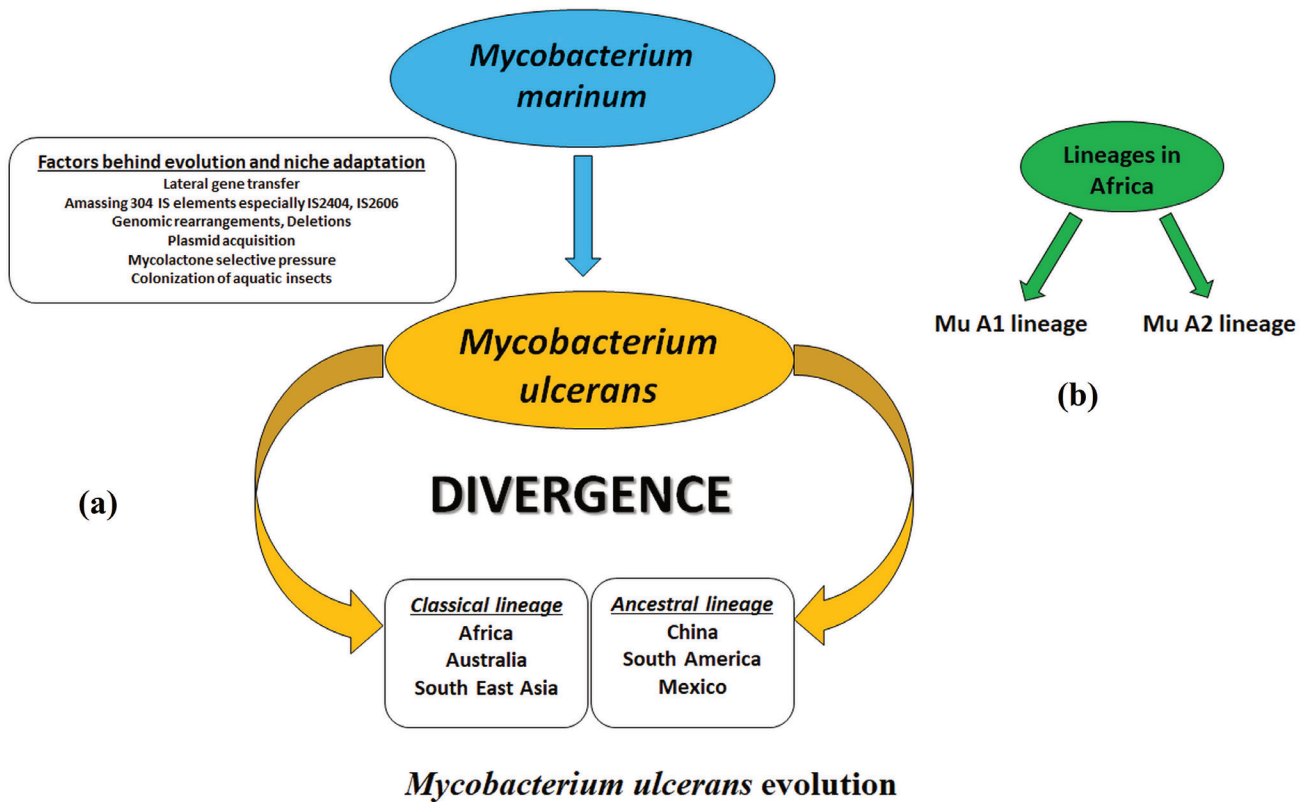 Mycobacterium
marinum
Factors behind evolution and niche adaptation
Lateral gene transfer
Amassing 304 IS elements especially IS2404, IS2606
Genomic rearrangements, Deletions
Plasmid acquisition
Mycolactone selective pressure
Colonization of aquatic insects
Mycobacterium
ulcerans
DIVERGENCE
(a)
Classical lineage
Africa
Australia
South East Asia
Ancestral lineage
China
South America
Mexico
Lineages in
Africa
Mu A1 lineage
Mu A2 lineage
(b)
Mycobacterium ulcerans evolution